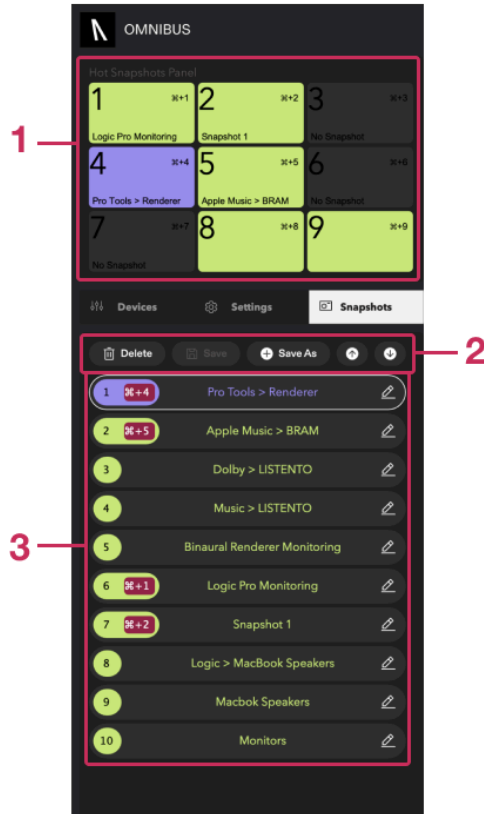 OMNIBUS
Hot Snapshots Panel
1 ⌘+1
Logic Pro Monitoring
2 ⌘+2
Snapshot 1
3 ⌘+3
No Snapshot
4 ⌘+4
Pro Tools > Renderer
5 ⌘+5
Apple Music > BRAM
6 ⌘+6
No Snapshot
7 ⌘+7
No Snapshot
8 ⌘+8
9 ⌘+9
1
Devices Settings Snapshots
Delete Save Save As
2
1 ⌘+4 Pro Tools > Renderer
2 ⌘+5 Apple Music > BRAM
3 Dolby > LISTENTO
4 Music > LISTENTO
5 Binaural Renderer Monitoring
6 ⌘+1 Logic Pro Monitoring
7 ⌘+2 Snapshot 1
8 Logic > MacBook Speakers
9 Macbok Speakers
10 Monitors
3